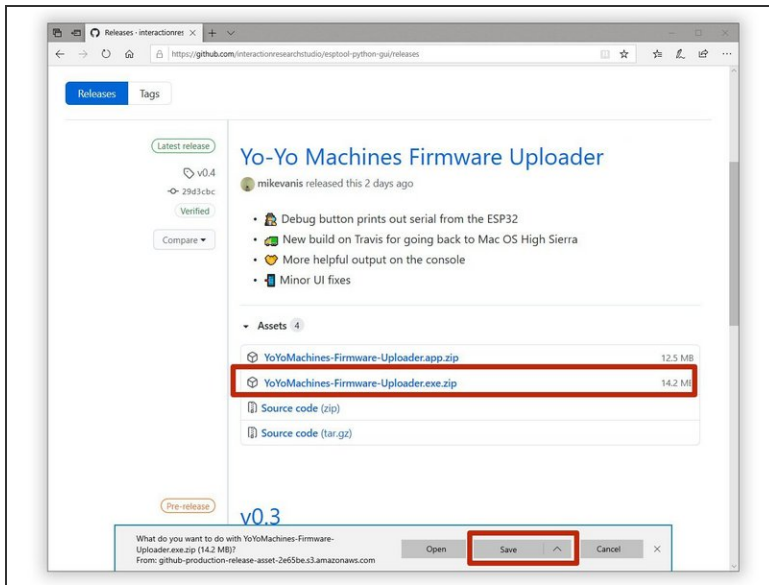 Releases - interactionres
https://github.com/interactionresearchstudio/esptool-python-gui/releases
Releases Tags
Latest release
v0.4
29d3cbc
Verified
Compare
Yo-Yo Machines Firmware Uploader
mikevanis released this 2 days ago
Debug button prints out serial from the ESP32
New build on Travis for going back to Mac OS High Sierra
More helpful output on the console
Minor UI fixes
Assets 4
YoYoMachines-Firmware-Uploader.app.zip 12.5 MB
YoYoMachines-Firmware-Uploader.exe.zip 14.2 MB
Source code (zip)
Source code (tar.gz)
Pre-release
v0.3
What do you want to do with YoYoMachines-Firmware-
Uploader.exe.zip (14.2 MB)?
From: github-production-release-asset-2e65be.s3.amazonaws.com
Open Save Cancel